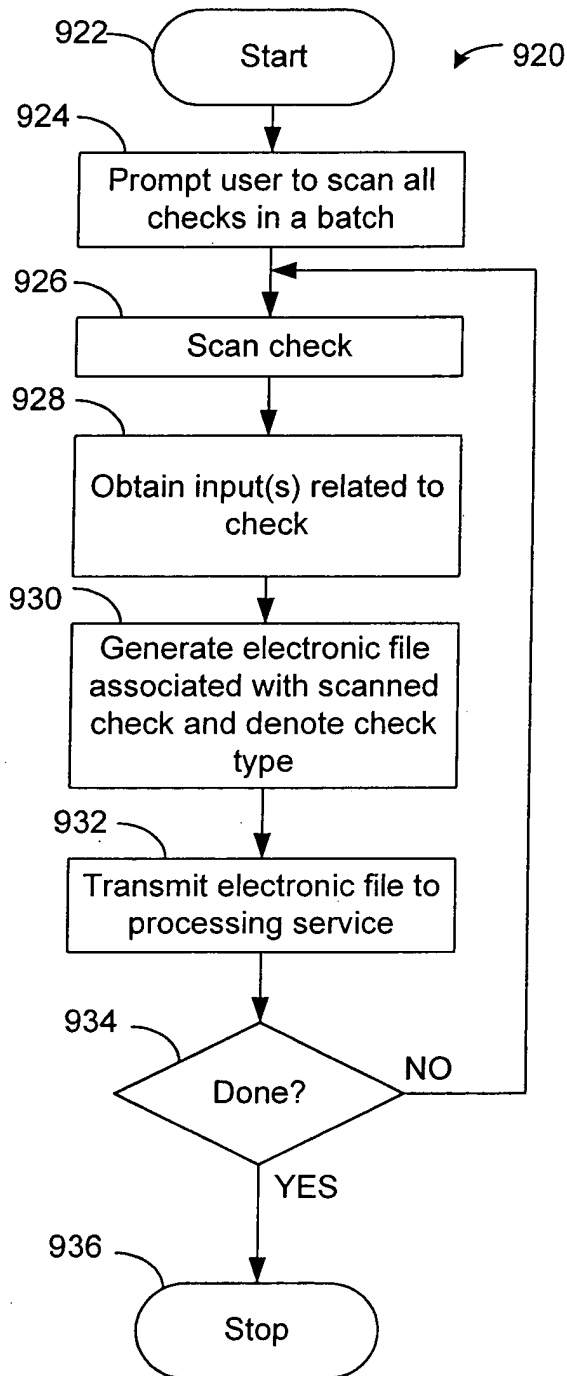 922
Start
920
924
Prompt user to scan all
checks in a batch
926
Scan check
928
Obtain input(s) related to
check
930
Generate electronic file
associated with scanned
check and denote check
type
932
Transmit electronic file to
processing service
934
Done?
NO
YES
936
Stop